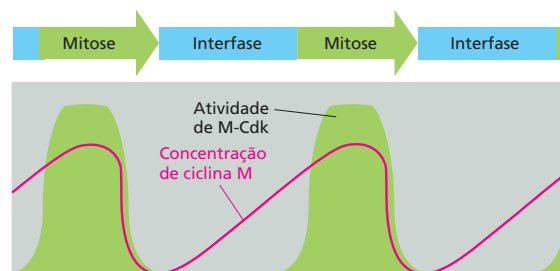 Mitose
Interfase
Mitose
Interfase
Atividade
de M-Cdk
Concentração
de ciclina M